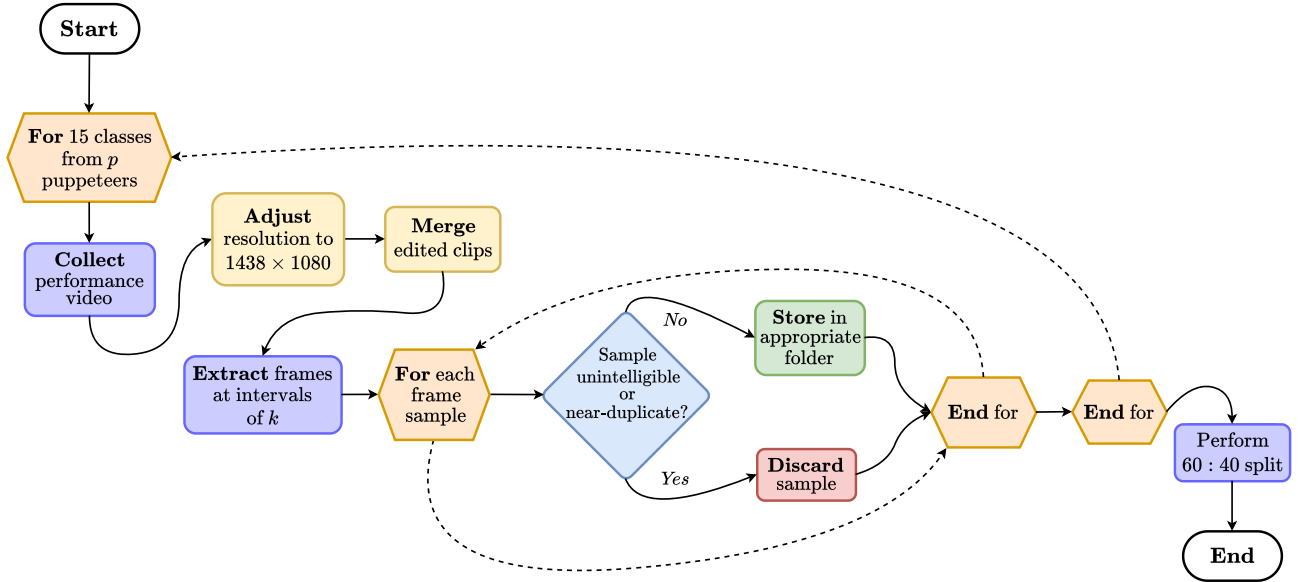 Start
For 15 classes
from p
puppeteers
Collect
performance
video
Adjust
resolution to
1438 × 1080
Merge
edited clips
Extract frames
at intervals
of k
For each
frame
sample
Sample
unintelligible
or
near-duplicate?
No
Store in
appropriate
folder
Yes
Discard
sample
End for
End for
Perform
60 : 40 split
End